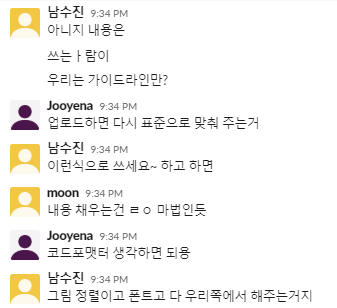 남수진 9:34 PM
아니지 내용은
쓰는ㅏ람이
우리는 가이드라인만?
Jooyena 9:34 PM
업로드하면 다시 표준으로 맞춰 주는거
남수진 9:34 PM
이런식으로 쓰세요~ 하고 하면
moon 9:34 PM
내용 채우는건 ㄹㅇ 마법인듯
Jooyena 9:34 PM
코드포맷터 생각하면 되용
남수진 9:34 PM
그림 정렬이고 폰트고 다 우리쪽에서 해주는거지